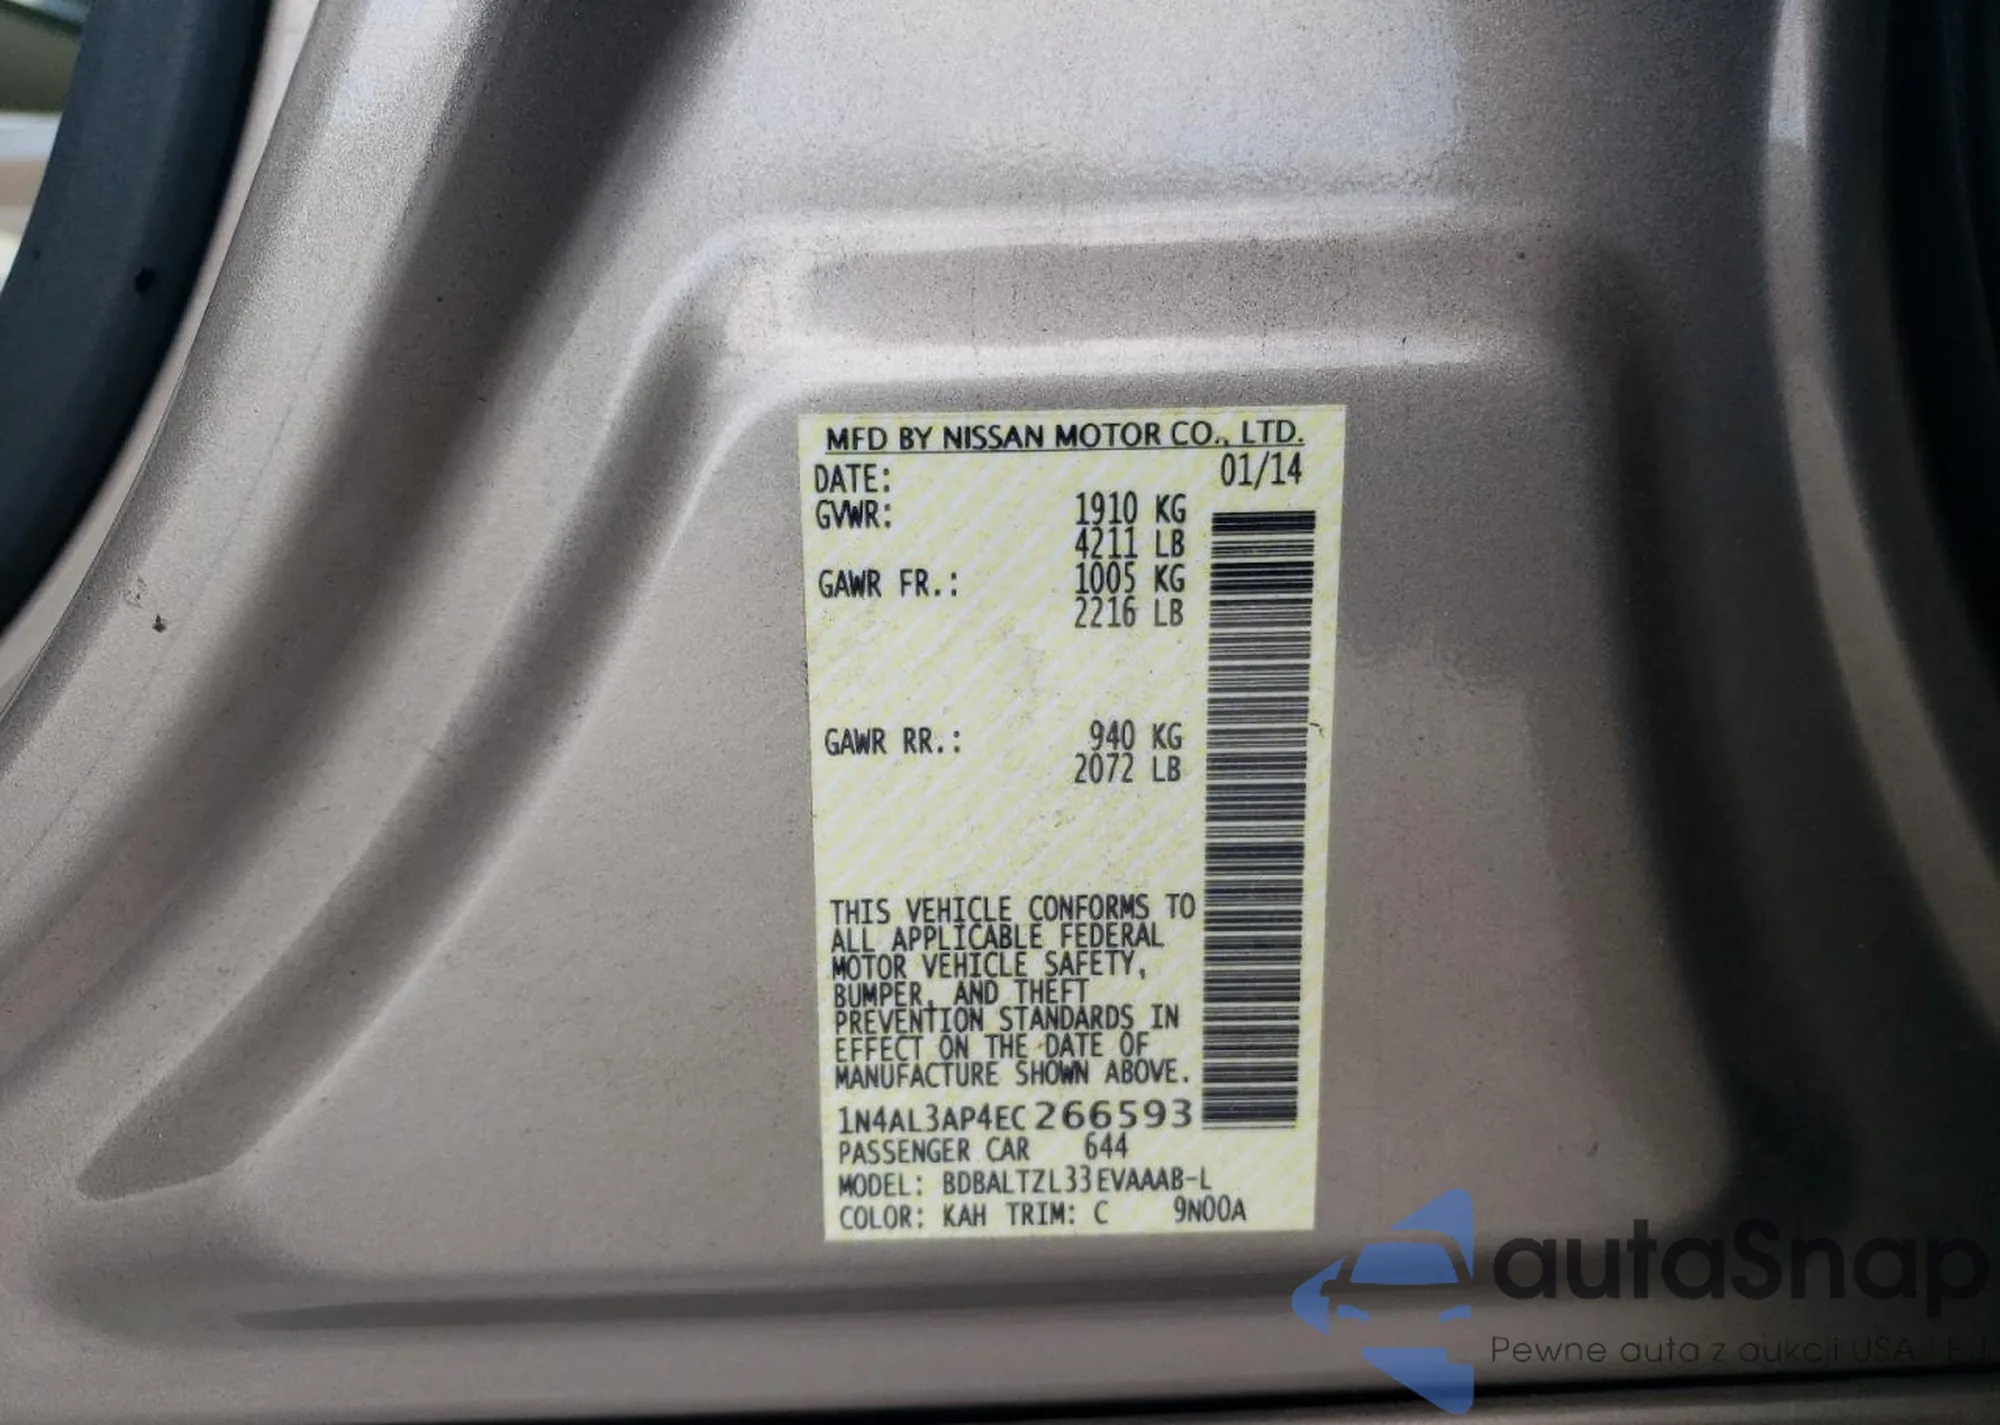 MFD BY NISSAN MOTOR CO., LTD.
DATE: 01/14
GVWR: 1910 KG
4211 LB
GAWR FR.: 1005 KG
2216 LB
GAWR RR.: 940 KG
2072 LB
THIS VEHICLE CONFORMS TO
ALL APPLICABLE FEDERAL
MOTOR VEHICLE SAFETY,
BUMPER, AND THEFT
PREVENTION STANDARDS IN
EFFECT ON THE DATE OF
MANUFACTURE SHOWN ABOVE.
1N4AL3AP4EC266593
PASSENGER CAR 644
MODEL: BDBALTZL33EVAAAB-L
COLOR: KAH TRIM: C 9N00A
autaSnap
Pewne auta z aukcji USA